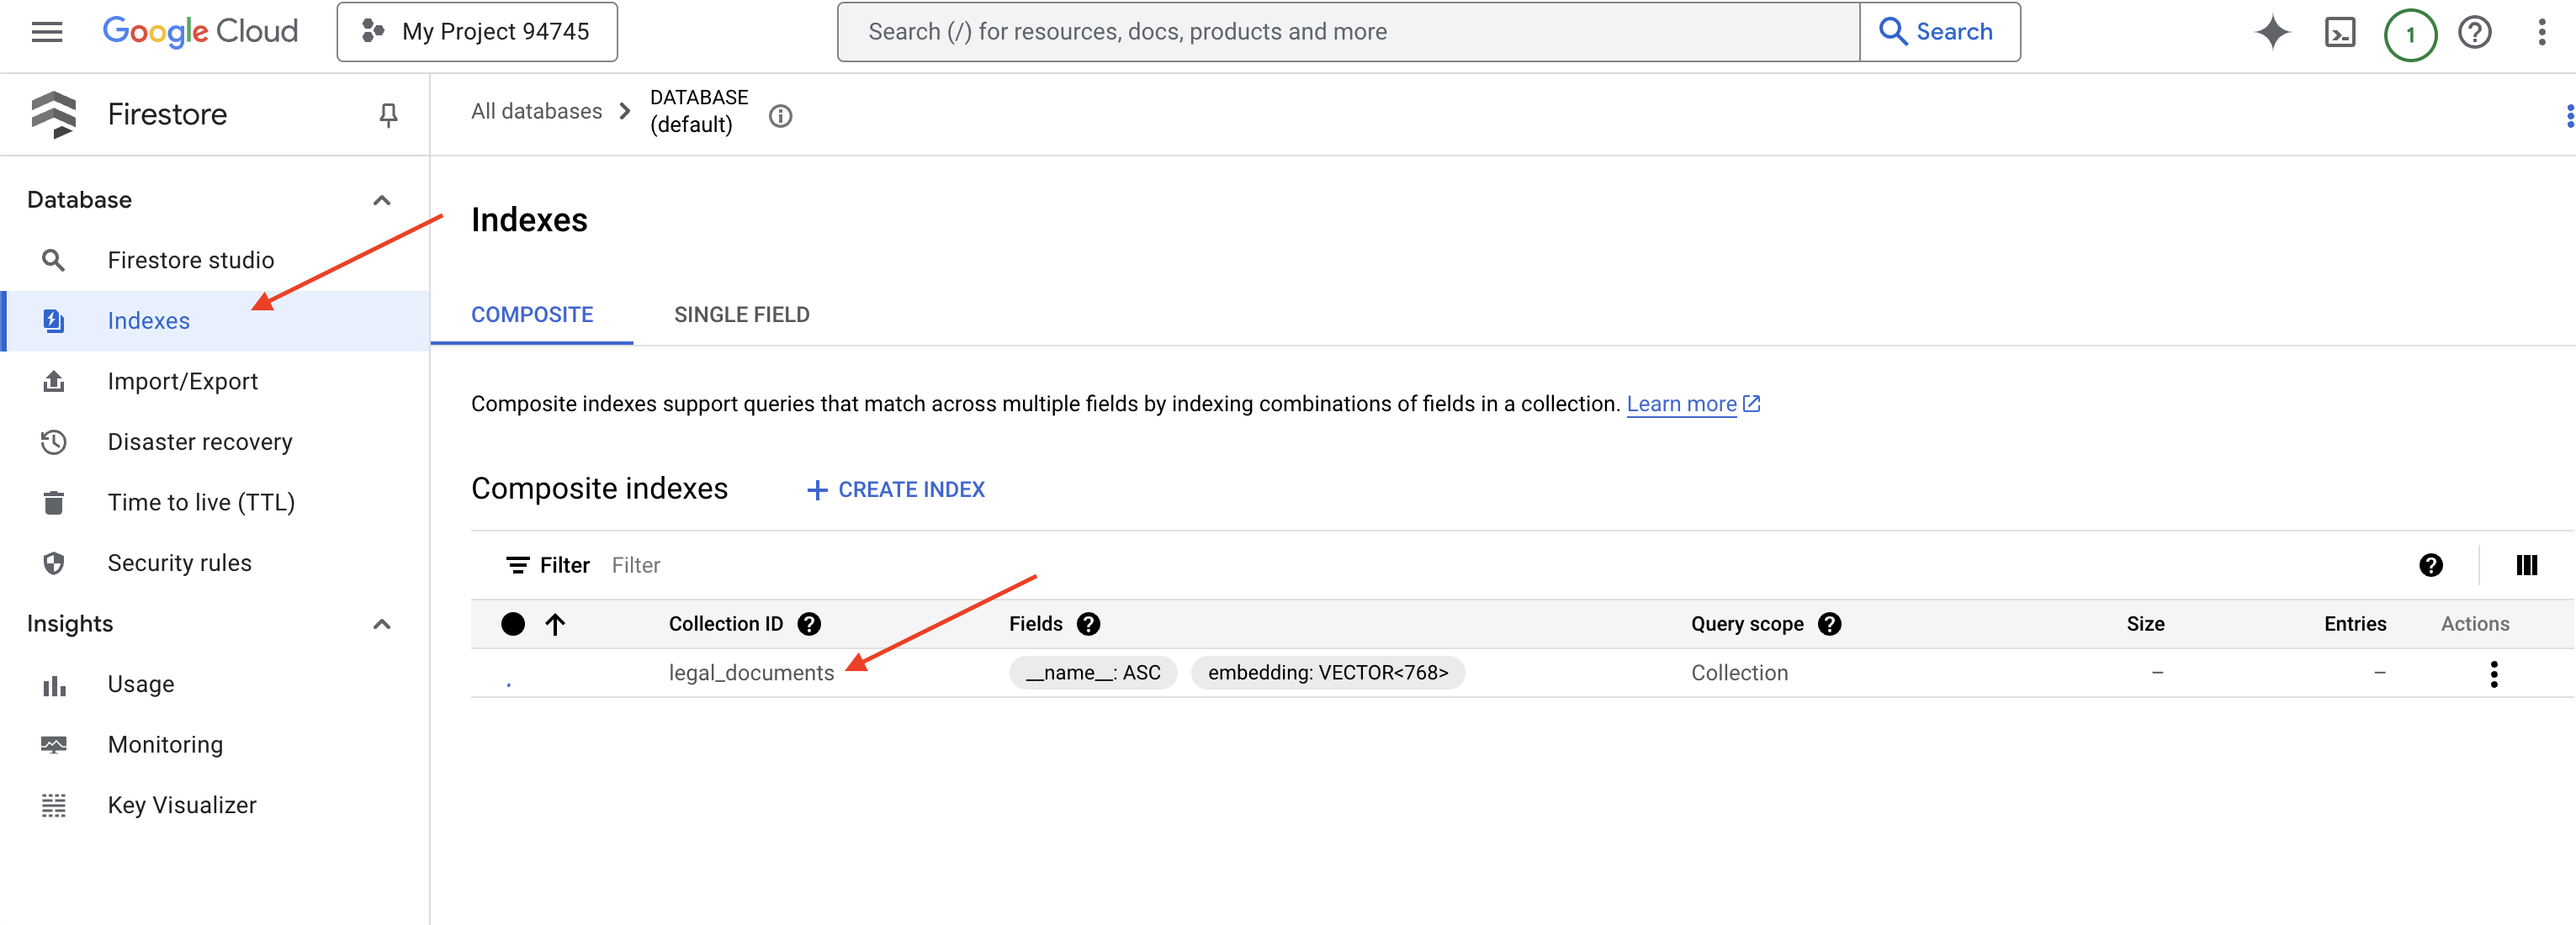 Google Cloud
My Project 94745
Search (/) for resources, docs, products and more
Search
1
Firestore
All databases
DATABASE
(default)
Database
Firestore studio
Indexes
Import/Export
Disaster recovery
Time to live (TTL)
Security rules
Insights
Usage
Monitoring
Key Visualizer
Indexes
COMPOSITE SINGLE FIELD
Composite indexes support queries that match across multiple fields by indexing combinations of fields in a collection. Learn more
Composite indexes + CREATE INDEX
Filter Filter
Collection ID Fields Query scope Size Entries Actions
legal_documents __name__: ASC embedding: VECTOR<768> Collection – –